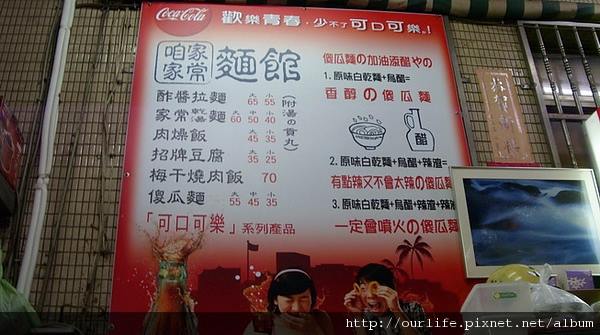 Coca-Cola
歡樂青春，少不了可口可樂。!
咱家
家常
麵館
傻瓜麵の加油添醋やの
1.原味白乾麵+烏醋=
香醇の傻瓜麵
(附湯の貢丸)
大 小
酢醬拉麵 65 55
大 中 小
家常乾湯麵 60 50 40
大 小
肉燥飯 45 35
大 小
招牌豆腐 35 25
梅干燒肉飯 70
大 中 小
傻瓜麵 55 45 35
醋
2.原味白乾麵+烏醋+辣渣=
有點辣又不會太辣の傻瓜麵
3.原味白乾麵+烏醋+辣渣+辣
一定會噴火の傻瓜麵
「可口可樂」系列產品
http://ourlife.pixnet.net/album